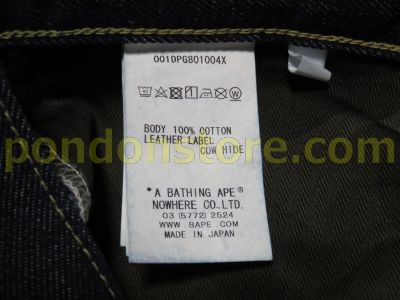 001DPG801004X
BODY 100% COTTON
LEATHER LABEL
COW HIDE
pondonstore.com
"A BATHING APE"
NOWHERE CO.,LTD.
03 (5772) 2524
WWW.BAPE.COM
MADE IN JAPAN